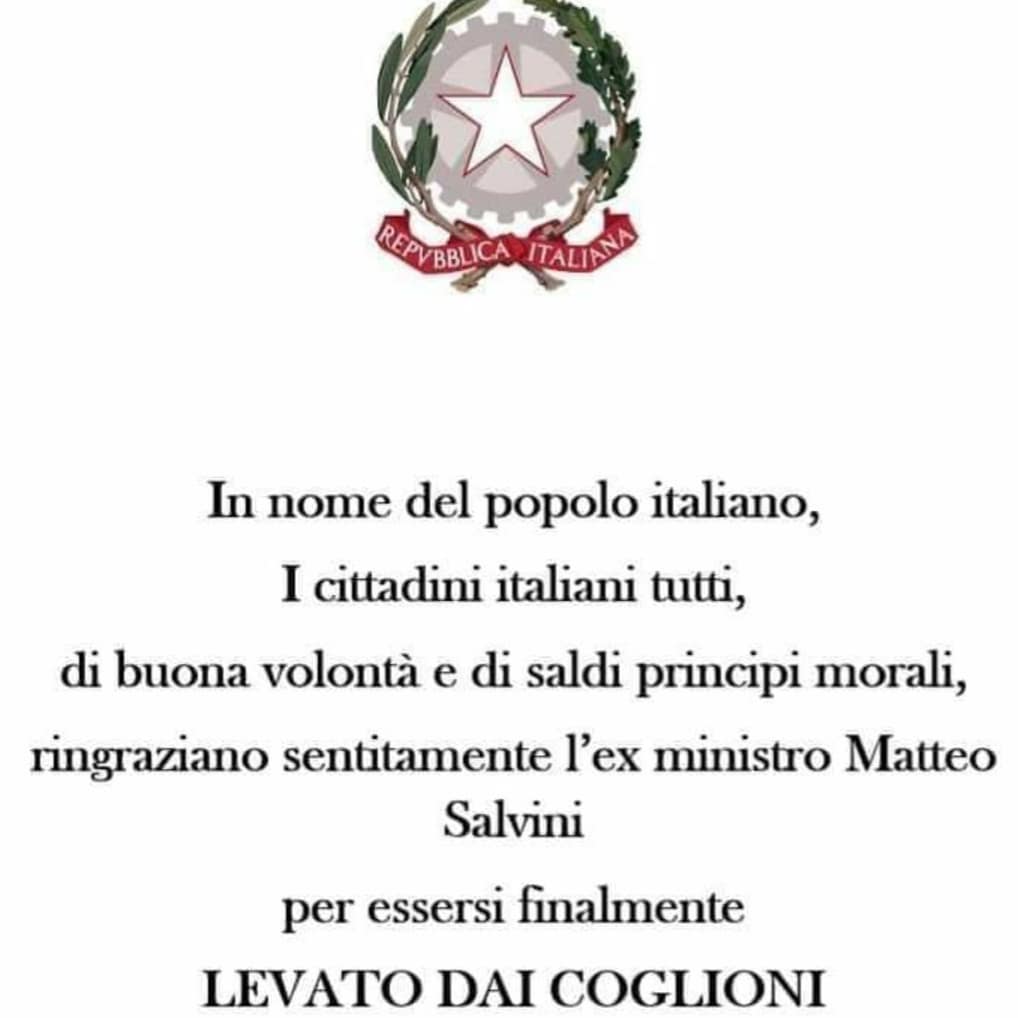 REPVBBLICA ITALIANA
In nome del popolo italiano,
I cittadini italiani tutti,
di buona volontà e di saldi principi morali,
ringraziano sentitamente l'ex ministro Matteo
Salvini
per essersi finalmente
LEVATO DAI COGLIONI